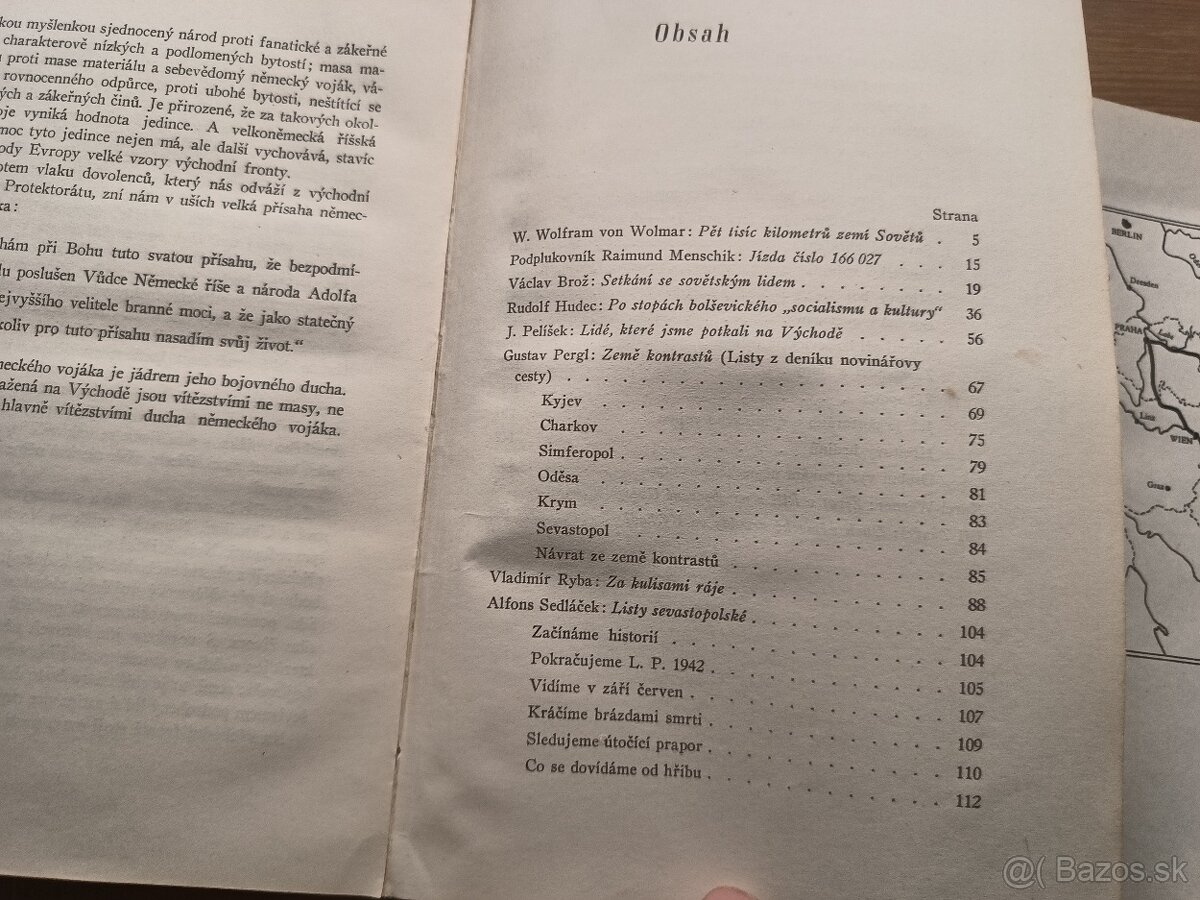 kou myšlenkou sjednocený národ proti fanatické a zákeřné
charakterově nízkých a podlomených bytostí; masa ma-
proti mase materiálu a sebevědomý německý voják, vá-
rovnocenného odpůrce, proti ubohé bytosti, neštítící se
ých a zákeřných činů. Je přirozené, že za takových okol-
oje vyniká hodnota jedince. A velkoněmecká říšská
moc tyto jedince nejen má, ale další vychovává, stavíc
ody Evropy velké vzory východní fronty.
otem vlaku dovolenců, který nás odváží z východní
Protektorátu, zní nám v uších velká přísaha němec-
ka:
hám při Bohu tuto svatou přísahu, že bezpodmí-
du poslušen Vůdce Německé říše a národa Adolfa
ejvyššího velitele branné moci, a že jako statečný
koliv pro tuto přísahu nasadím svůj život.“
meckého vojáka je jádrem jeho bojovného ducha.
ažená na Východě jsou vítězstvími ne masy, ne
hlavně vítězstvími ducha německého vojáka.
Obsah
Strana
W. Wolfram von Wolmar: Pět tisíc kilometrů zemí Sovětů . 5
Podplukovník Raimund Menschik: Jízda číslo 166 027 . . . . 15
Václav Brož: Setkání se sovětským lidem . . . . . . . 19
Rudolf Hudec: Po stopách bolševického „socialismu a kultury“ 36
J. Pelíšek: Lidé, které jsme potkali na Východě . . . . . 56
Gustav Pergl: Země kontrastů (Listy z deníku novinářovy
cesty) . . . . . . . . . . . . . . . . 67
Kyjev . . . . . . . . . . . . . . 69
Charkov . . . . . . . . . . . . . 75
Simferopol . . . . . . . . . . . . . 79
Oděsa . . . . . . . . . . . . . . 81
Krym . . . . . . . . . . . . . . 83
Sevastopol . . . . . . . . . . . . 84
Návrat ze země kontrastů . . . . . . . . 85
Vladimír Ryba: Za kulisami ráje . . . . . . . . . 88
Alfons Sedláček: Listy sevastopolské . . . . . . . . 104
Začínáme historií . . . . . . . . . . 104
Pokračujeme L. P. 1942 . . . . . . . . . 105
Vidíme v září červen . . . . . . . . . . 107
Kráčíme brázdami smrti . . . . . . . . . 109
Sledujeme útočící prapor . . . . . . . . . 110
Co se dovídáme od hřibu . . . . . . . . . 112
BERLIN
Dresden
PRAHA
Linz
WIEN
Graz
@( Bazos.sk